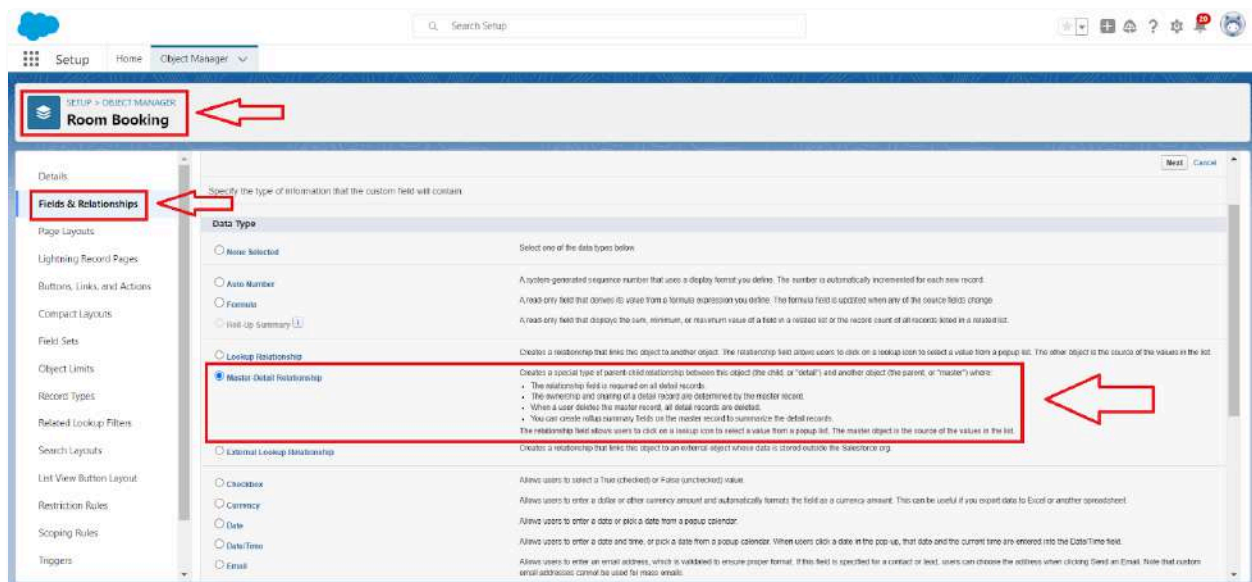 Search Setup
20
Setup
Home
Object Manager
SETUP > OBJECT MANAGER
Room Booking
Details
Fields & Relationships
Page Layouts
Lightning Record Pages
Buttons, Links, and Actions
Compact Layouts
Field Sets
Object Limits
Record Types
Related Lookup Filters
Search Layouts
List View Button Layout
Restriction Rules
Scoping Rules
Triggers
Next Cancel
Specify the type of information that the custom field will contain.
Data Type
None Selected
Select one of the data types below.
Auto Number
A system-generated sequence number that uses a display format you define. The number is automatically incremented for each new record.
Formula
A read-only field that derives its value from a formula expression you define. The formula field is updated when any of the source fields change.
Roll-Up Summary
A read-only field that displays the sum, minimum, or maximum value of a field in a related list or the record count of all records listed in a related list.
Lookup Relationship
Creates a relationship that links this object to another object. The relationship field allows users to click on a lookup icon to select a value from a popup list. The other object is the source of the values in the list.
Master-Detail Relationship
Creates a special type of parent-child relationship between this object (the child, or "detail") and another object (the parent, or "master") where:
• The relationship field is required on all detail records.
• The ownership and sharing of a detail record are determined by the master record.
• When a user deletes the master record, all detail records are deleted.
• You can create rollup summary fields on the master record to summarize the detail records.
The relationship field allows users to click on a lookup icon to select a value from a popup list. The master object is the source of the values in the list.
External Lookup Relationship
Creates a relationship that links this object to an external object whose data is stored outside the Salesforce org.
Checkbox
Allows users to select a True (checked) or False (unchecked) value.
Currency
Allows users to enter a dollar or other currency amount and automatically formats the field as a currency amount. This can be useful if you export data to Excel or another spreadsheet.
Date
Allows users to enter a date or pick a date from a popup calendar.
Date/Time
Allows users to enter a date and time, or pick a date from a popup calendar. When users click a date in the pop-up, that date and the current time are entered into the Date/Time field.
Email
Allows users to enter an email address, which is validated to ensure proper format. If this field is specified for a contact or lead, users can choose the address when clicking Send an Email. Note that custom
email addresses cannot be used for mass emails.